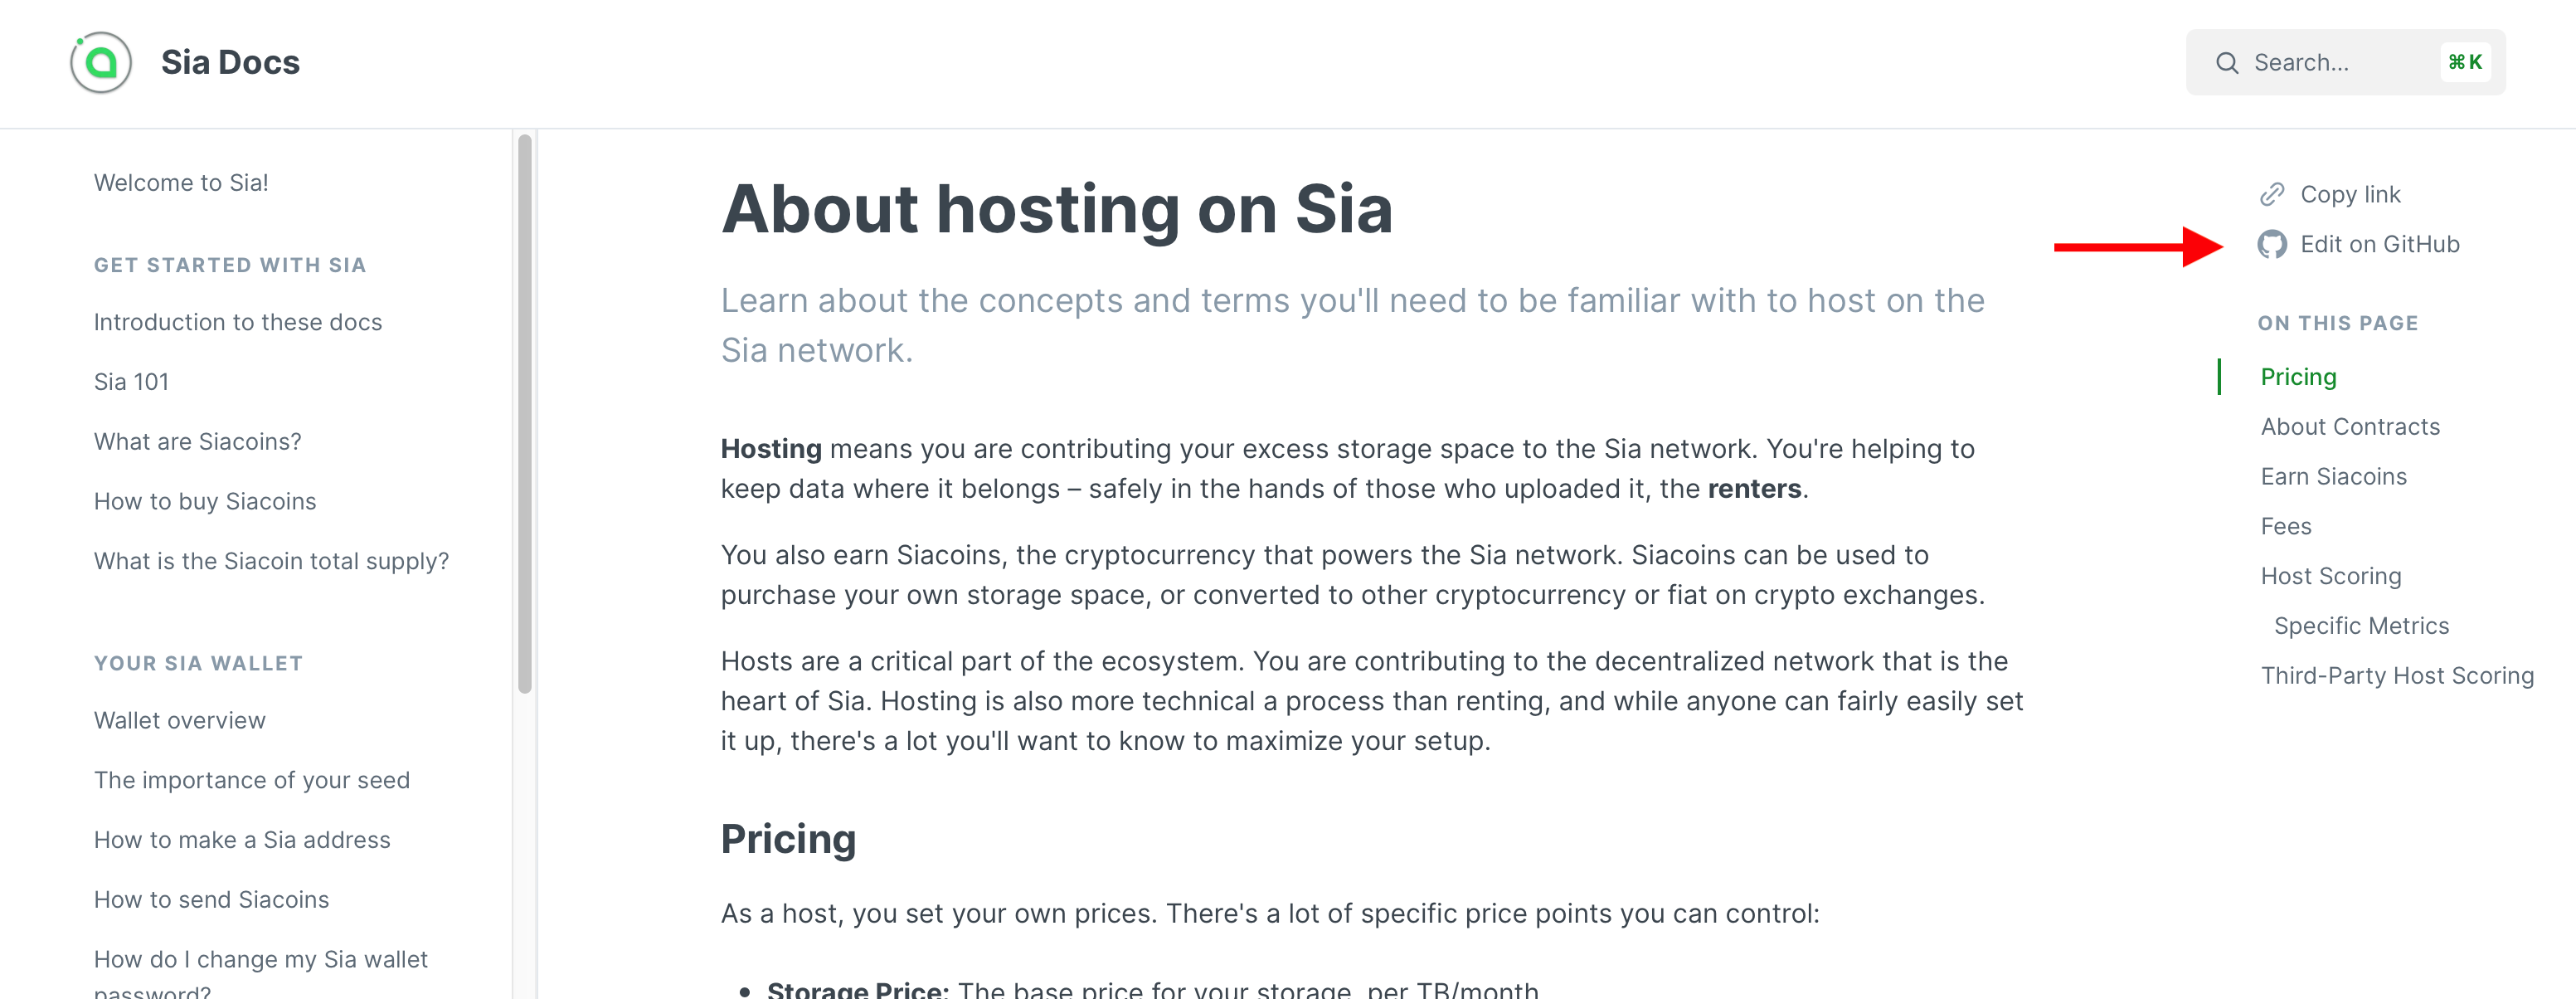 Sia Docs
Search...
⌘ K
Welcome to Sia!
GET STARTED WITH SIA
Introduction to these docs
Sia 101
What are Siacoins?
How to buy Siacoins
What is the Siacoin total supply?
YOUR SIA WALLET
Wallet overview
The importance of your seed
How to make a Sia address
How to send Siacoins
How do I change my Sia wallet
password?
About hosting on Sia
Learn about the concepts and terms you'll need to be familiar with to host on the
Sia network.
Hosting means you are contributing your excess storage space to the Sia network. You're helping to
keep data where it belongs – safely in the hands of those who uploaded it, the renters.
You also earn Siacoins, the cryptocurrency that powers the Sia network. Siacoins can be used to
purchase your own storage space, or converted to other cryptocurrency or fiat on crypto exchanges.
Hosts are a critical part of the ecosystem. You are contributing to the decentralized network that is the
heart of Sia. Hosting is also more technical a process than renting, and while anyone can fairly easily set
it up, there's a lot you'll want to know to maximize your setup.
Pricing
As a host, you set your own prices. There's a lot of specific price points you can control:
• Storage Price: The base price for your storage, per TB/month
Copy link
Edit on GitHub
ON THIS PAGE
Pricing
About Contracts
Earn Siacoins
Fees
Host Scoring
Specific Metrics
Third-Party Host Scoring